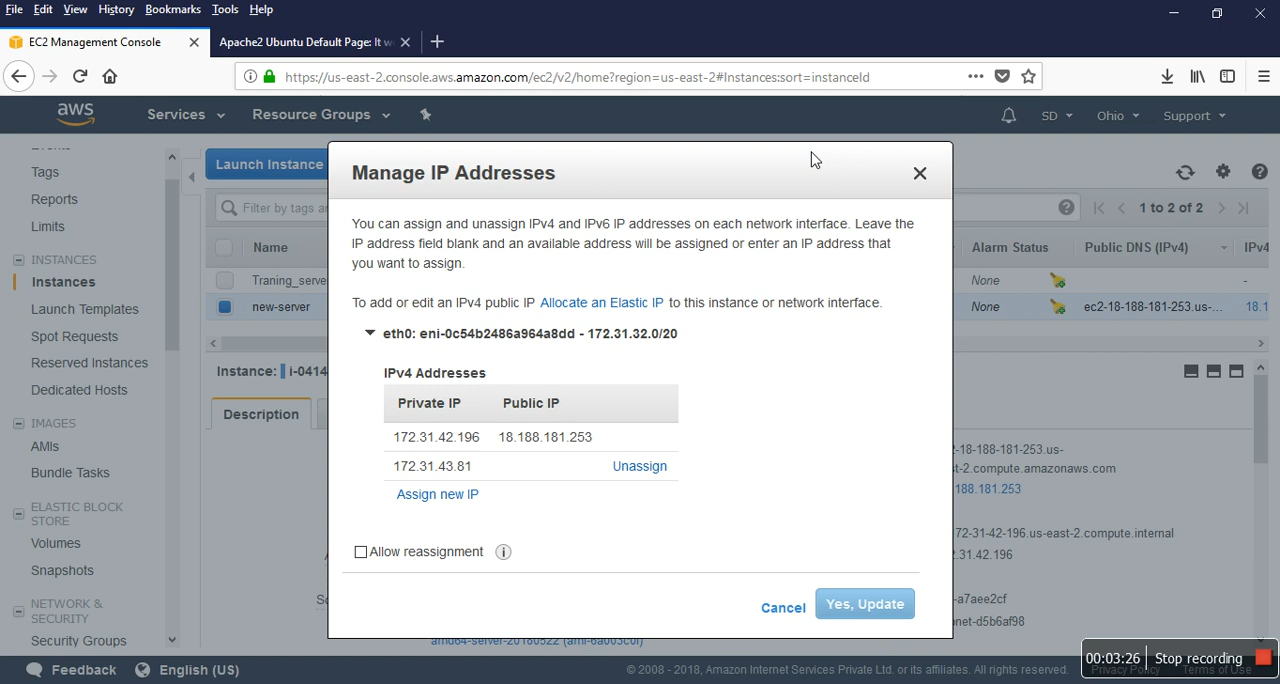 File Edit View History Bookmarks Tools Help
EC2 Management Console
Apache2 Ubuntu Default Page: It w
https://us-east-2.console.aws.amazon.com/ec2/v2/home?region=us-east-2#Instances:sort=instanceId
aws Services Resource Groups SD Ohio Support
Tags
Reports
Limits
INSTANCES
Instances
Launch Templates
Spot Requests
Reserved Instances
Dedicated Hosts
IMAGES
AMIs
Bundle Tasks
ELASTIC BLOCK
STORE
Volumes
Snapshots
NETWORK &
SECURITY
Security Groups
Launch Instance
Filter by tags
1 to 2 of 2
Name Alarm Status Public DNS (IPv4) IPv4
Traning_serve None -
new-server None ec2-18-188-181-253.us-... 18.1
Instance: i-0414
Description
Manage IP Addresses
You can assign and unassign IPv4 and IPv6 IP addresses on each network interface. Leave the
IP address field blank and an available address will be assigned or enter an IP address that
you want to assign.
To add or edit an IPv4 public IP Allocate an Elastic IP to this instance or network interface.
eth0: eni-0c54b2486a964a8dd - 172.31.32.0/20
IPv4 Addresses
Private IP Public IP
172.31.42.196 18.188.181.253
172.31.43.81 Unassign
Assign new IP
Allow reassignment
Cancel Yes, Update
-18-188-181-253.us-
t-2.compute.amazonaws.com
188.181.253
72-31-42-196.us-east-2.compute.internal
.31.42.196
-a7aee2cf
net-d5b6af98
amd64-server-20180522 (ami-6a003c0f)
Feedback English (US)
© 2008 - 2018, Amazon Internet Services Private Ltd. or its affiliates. All rights reserved. Privacy Policy Terms of Use
00:03:26 Stop recording